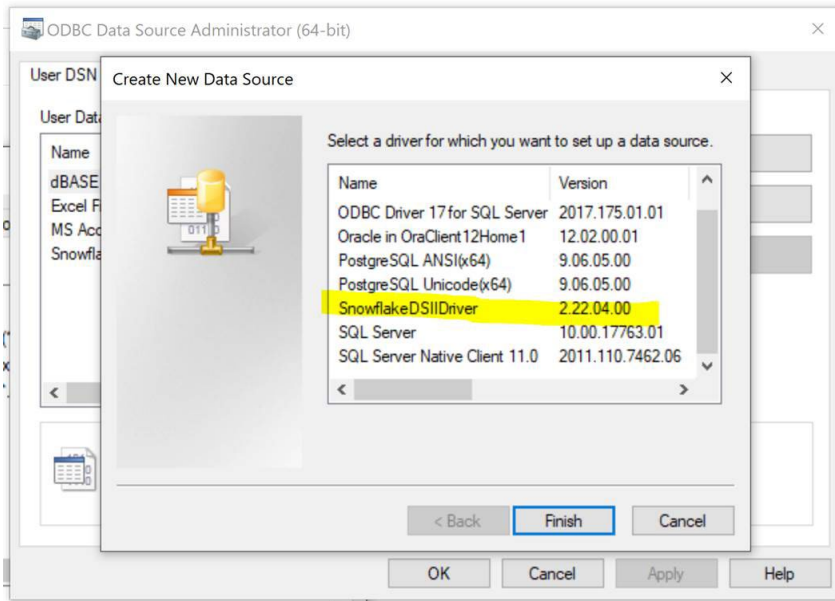 ODBC Data Source Administrator (64-bit)
User DSN
Create New Data Source
User Data
Name
dBASE
Excel F
MS Acc
Snowfla
Select a driver for which you want to set up a data source.
Name Version
ODBC Driver 17 for SQL Server 2017.175.01.01
Oracle in OraClient12Home1 12.02.00.01
PostgreSQL ANSI(x64) 9.06.05.00
PostgreSQL Unicode(x64) 9.06.05.00
SnowflakeDSIIDriver 2.22.04.00
SQL Server 10.00.17763.01
SQL Server Native Client 11.0 2011.110.7462.06
< Back Finish Cancel
OK Cancel Apply Help